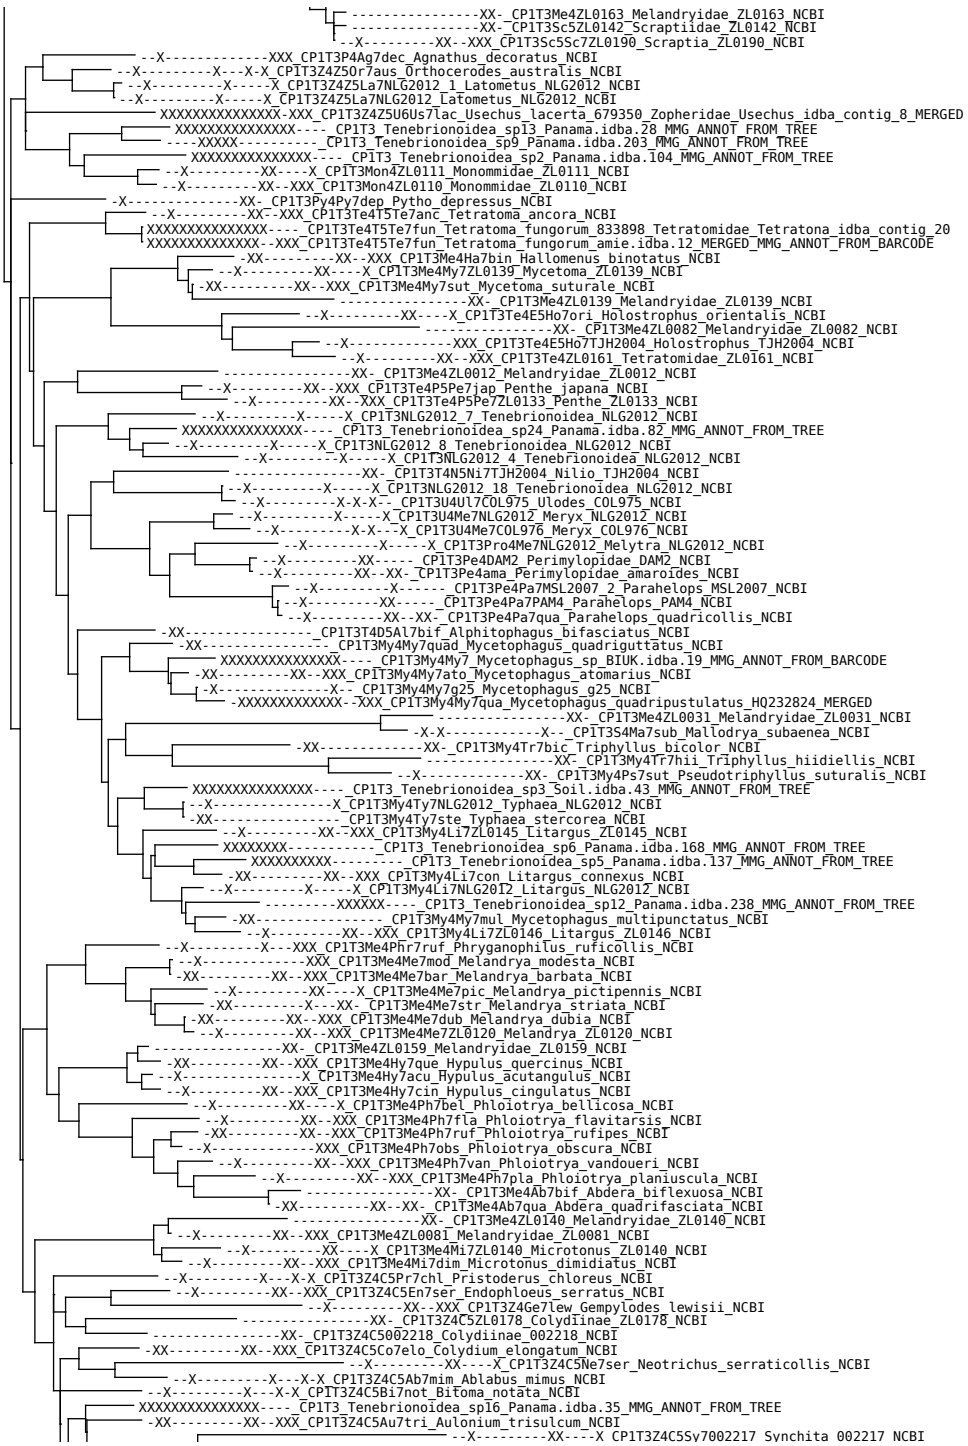 ---------------XX-_CP1T3Me4ZL0163_Melandryidae_ZL0163_NCBI
---------------XX-_CP1T3Sc5ZL0142_Scraptiidae_ZL0142_NCBI
--X---------XX--XXX_CP1T3Sc5Sc7ZL0190_Scraptia_ZL0190_NCBI
--X------------XXX_CP1T3P4Ag7dec_Agnathus_decoratus_NCBI
--X---------X---X-X_CP1T3Z4Z5Or7aus_Orthocerodes_australis_NCBI
--X---------X-----X_CP1T3Z4Z5La7NLG2012_1_Latometus_NLG2012_NCBI
--X---------X-----X_CP1T3Z4Z5La7NLG2012_Latometus_NLG2012_NCBI
XXXXXXXXXXXXXXX-XXX_CP1T3Z4Z5U6Us7lac_Usechus_lacerta_679350_Zopheridae_Usechus_idba_contig_8_MERGED
XXXXXXXXXXXXXXX----_CP1T3_Tenebrionoidea_sp13_Panama.idba.28_MMG_ANNOT_FROM_TREE
----XXXXX----------_CP1T3_Tenebrionoidea_sp9_Panama.idba.203_MMG_ANNOT_FROM_TREE
XXXXXXXXXXXXXXX----_CP1T3_Tenebrionoidea_sp2_Panama.idba.104_MMG_ANNOT_FROM_TREE
--X---------XX----X_CP1T3Mon4ZL0111_Monommidae_ZL0111_NCBI
--X---------XX--XXX_CP1T3Mon4ZL0110_Monommidae_ZL0110_NCBI
-X--------------XX-_CP1T3Py4Py7dep_Pytho_depressus_NCBI
--X---------XX--XXX_CP1T3Te4T5Te7anc_Tetratoma_ancora_NCBI
XXXXXXXXXXXXXXX----_CP1T3Te4T5Te7fun_Tetratoma_fungorum_833898_Tetratomidae_Tetratona_idba_contig_20
XXXXXXXXXXXXXX--XXX_CP1T3Te4T5Te7fun_Tetratoma_fungorum_amie.idba.12_MERGED_MMG_ANNOT_FROM_BARCODE
-XX---------XX--XXX_CP1T3Me4Ha7bin_Hallomenus_binotatus_NCBI
--X---------XX----X_CP1T3Me4My7ZL0139_Mycetoma_ZL0139_NCBI
-XX---------XX--XXX_CP1T3Me4My7sut_Mycetoma_suturale_NCBI
----------------XX-_CP1T3Me4ZL0139_Melandryidae_ZL0139_NCBI
--X---------XX----X_CP1T3Te4E5Ho7ori_Holostrophus_orientalis_NCBI
----------------XX-_CP1T3Me4ZL0082_Melandryidae_ZL0082_NCBI
--X-------------XXX_CP1T3Te4E5Ho7TJH2004_Holostrophus_TJH2004_NCBI
--X---------XX--XXX_CP1T3Te4ZL0161_Tetratomidae_ZL0161_NCBI
----------------XX-_CP1T3Me4ZL0012_Melandryidae_ZL0012_NCBI
--X---------XX--XXX_CP1T3Te4P5Pe7jap_Penthe_japana_NCBI
--X-------------XX--XXX_CP1T3Te4P5Pe7ZL0133_Penthe_ZL0133_NCBI
--X---------X-----X_CP1T3NLG2012_7_Tenebrionoidea_NLG2012_NCBI
XXXXXXXXXXXXXXX----_CP1T3_Tenebrionoidea_sp24_Panama.idba.82_MMG_ANNOT_FROM_TREE
--X---------X-----X_CP1T3NLG2012_8_Tenebrionoidea_NLG2012_NCBI
--X---------X-----X_CP1T3NLG2012_4_Tenebrionoidea_NLG2012_NCBI
----------------XX-_CP1T3T4N5Ni7TJH2004_Nilio_TJH2004_NCBI
--X---------X-----X_CP1T3NLG2012_18_Tenebrionoidea_NLG2012_NCBI
--X---------X-X-X--_CP1T3U4Ul7COL975_Ulodes_COL975_NCBI
--X---------X-----X_CP1T3U4Me7NLG2012_Meryx_NLG2012_NCBI
--X---------X-X---X_CP1T3U4Me7COL976_Meryx_COL976_NCBI
--X---------X-----X_CP1T3Pro4Me7NLG2012_Melytra_NLG2012_NCBI
--X---------XX-----_CP1T3Pe4DAM2_Perimylopidae_DAM2_NCBI
--X---------XX--XX-_CP1T3Pe4ama_Perimylopidae_amaroides_NCBI
--X---------X------_CP1T3Pe4Pa7MSL2007_2_Parahelops_MSL2007_NCBI
--X---------XX-----_CP1T3Pe4Pa7PAM4_Parahelops_PAM4_NCBI
--X---------XX--XX-_CP1T3Pe4Pa7qua_Parahelops_quadricollis_NCBI
-XX----------------_CP1T3T4D5Al7bif_Alphitophagus_bifasciatus_NCBI
-XX----------------_CP1T3My4My7quad_Mycetophagus_quadriguttatus_NCBI
XXXXXXXXXXXXXXX----_CP1T3My4My7_Mycetophagus_sp_BIUK.idba.19_MMG_ANNOT_FROM_BARCODE
-XX---------XX--XXX_CP1T3My4My7ato_Mycetophagus_atomarius_NCBI
-X--------------X--_CP1T3My4My7g25_Mycetophagus_g25_NCBI
-XXXXXXXXXXXXX--XXX_CP1T3My4My7qua_Mycetophagus_quadripustulatus_HQ232824_MERGED
----------------XX-_CP1T3Me4ZL0031_Melandryidae_ZL0031_NCBI
-X-X------------X--_CP1T3S4Ma7sub_Mallodrya_subaenea_NCBI
-XX-------------XX-_CP1T3My4Tr7bic_Triphyllus_bicolor_NCBI
----------------XX-_CP1T3My4Tr7hii_Triphyllus_hiidiellis_NCBI
--X-------------XX-_CP1T3My4Ps7sut_Pseudotriphyllus_suturalis_NCBI
XXXXXXXXXXXXXXX----_CP1T3_Tenebrionoidea_sp3_Soil.idba.43_MMG_ANNOT_FROM_TREE
--X---------------X_CP1T3My4Ty7NLG2012_Typhaea_NLG2012_NCBI
-XX----------------_CP1T3My4Ty7ste_Typhaea_stercorea_NCBI
--X---------XX--XXX_CP1T3My4Li7ZL0145_Litargus_ZL0145_NCBI
XXXXXXXX-----------_CP1T3_Tenebrionoidea_sp6_Panama.idba.168_MMG_ANNOT_FROM_TREE
XXXXXXXXXX---------_CP1T3_Tenebrionoidea_sp5_Panama.idba.137_MMG_ANNOT_FROM_TREE
-XX---------XX--XXX_CP1T3My4Li7con_Litargus_connexus_NCBI
--X---------X-----X_CP1T3My4Li7NLG2012_Litargus_NLG2012_NCBI
---------XXXXXX----_CP1T3_Tenebrionoidea_sp12_Panama.idba.238_MMG_ANNOT_FROM_TREE
-XX----------------_CP1T3My4My7mul_Mycetophagus_multipunctatus_NCBI
--X---------XX--XXX_CP1T3My4Li7ZL0146_Litargus_ZL0146_NCBI
--X---------X---XXX_CP1T3Me4Phr7ruf_Phryganophilus_ruficollis_NCBI
--X-------------XXX_CP1T3Me4Me7mod_Melandrya_modesta_NCBI
-XX---------XX--XXX_CP1T3Me4Me7bar_Melandrya_barbata_NCBI
--X---------XX----X_CP1T3Me4Me7pic_Melandrya_pictipennis_NCBI
-XX---------X---XX-_CP1T3Me4Me7str_Melandrya_striata_NCBI
-XX---------XX--XXX_CP1T3Me4Me7dub_Melandrya_dubia_NCBI
--X---------XX--XXX_CP1T3Me4Me7ZL0120_Melandrya_ZL0120_NCBI
----------------XX-_CP1T3Me4ZL0159_Melandryidae_ZL0159_NCBI
-XX---------XX--XXX_CP1T3Me4Hy7que_Hypulus_quercinus_NCBI
--X---------------X_CP1T3Me4Hy7acu_Hypulus_acutangulus_NCBI
--X---------XX--XXX_CP1T3Me4Hy7cin_Hypulus_cingulatus_NCBI
--X---------XX----X_CP1T3Me4Ph7bel_Phloiotrya_bellicosa_NCBI
--X---------XX--XXX_CP1T3Me4Ph7fla_Phloiotrya_flavitarsis_NCBI
-XX---------XX--XXX_CP1T3Me4Ph7ruf_Phloiotrya_rufipes_NCBI
--X-------------XXX_CP1T3Me4Ph7obs_Phloiotrya_obscura_NCBI
--X---------XX--XXX_CP1T3Me4Ph7van_Phloiotrya_vandoueri_NCBI
--X---------XX--XXX_CP1T3Me4Ph7pla_Phloiotrya_planiuscula_NCBI
----------------XX-_CP1T3Me4Ab7bif_Abdera_biflexuosa_NCBI
-XX---------XX--XX-_CP1T3Me4Ab7qua_Abdera_quadrifasciata_NCBI
----------------XX-_CP1T3Me4ZL0140_Melandryidae_ZL0140_NCBI
--X---------XX--XXX_CP1T3Me4ZL0081_Melandryidae_ZL0081_NCBI
--X---------XX----X_CP1T3Me4Mi7ZL0140_Microtonus_ZL0140_NCBI
--X---------XX--XXX_CP1T3Me4Mi7dim_Microtonus_dimidiatus_NCBI
--X---------X---X-X_CP1T3Z4C5Pr7chl_Pristoderus_chloreus_NCBI
--X---------XX--XXX_CP1T3Z4C5En7ser_Endophloeus_serratus_NCBI
--X---------XX--XXX_CP1T3Z4Ge7lew_Gempylodes_lewisii_NCBI
----------------XX-_CP1T3Z4C5ZL0178_Colydiinae_ZL0178_NCBI
----------------XX-_CP1T3Z4C5002218_Colydiinae_002218_NCBI
-XX---------XX--XXX_CP1T3Z4C5Co7elo_Colydium_elongatum_NCBI
--X---------XX----X_CP1T3Z4C5Ne7ser_Neotrichus_serraticollis_NCBI
--X---------X---X-X_CP1T3Z4C5Ab7mim_Ablabus_mimus_NCBI
--X---------X---X-X_CP1T3Z4C5Bi7not_Bitoma_notata_NCBI
XXXXXXXXXXXXXXX----_CP1T3_Tenebrionoidea_sp16_Panama.idba.35_MMG_ANNOT_FROM_TREE
-XX---------XX--XXX_CP1T3Z4C5Au7tri_Aulonium_trisulcum_NCBI
--X---------XX----X_CP1T3Z4C5Sy7002217_Synchita_002217_NCBI